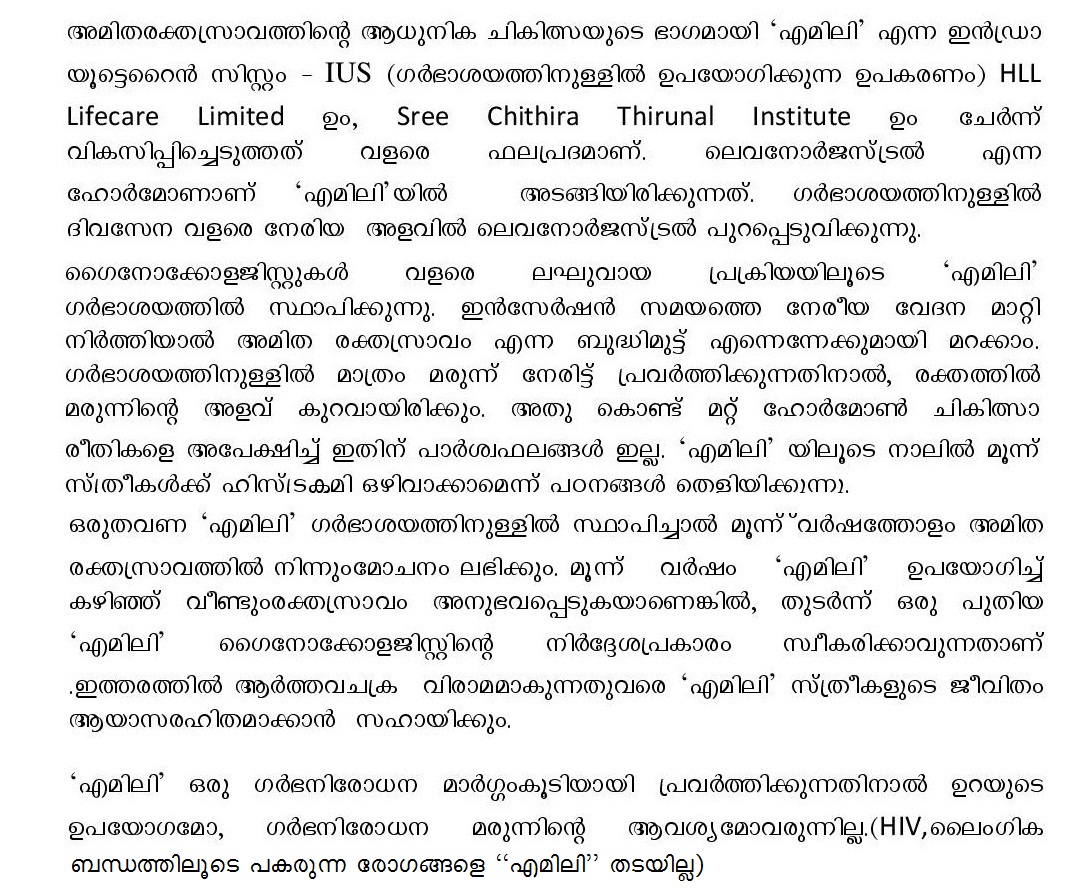 അമിതരക്തസ്രാവത്തിന്റെ ആധുനിക ചികിത്സയുടെ ഭാഗമായി ‘എമിലി’ എന്ന ഇൻഡ്രാ
യൂട്ടെറൈൻ സിസ്റ്റം – IUS (ഗർഭാശയത്തിനുള്ളിൽ ഉപയോഗിക്കുന്ന ഉപകരണം) HLL
Lifecare Limited ഉം, Sree Chithira Thirunal Institute ഉം ചേർന്ന്
വികസിപ്പിച്ചെടുത്തത് വളരെ ഫലപ്രദമാണ്. ലെവനോർജസ്ട്രൽ എന്ന
ഹോർമോണാണ് ‘എമിലി’യിൽ അടങ്ങിയിരിക്കുന്നത്. ഗർഭാശയത്തിനുള്ളിൽ
ദിവസേന വളരെ നേരിയ അളവിൽ ലെവനോർജസ്ട്രൽ പുറപ്പെടുവിക്കുന്നു.
ഗൈനോക്കോളജിസ്റ്റുകൾ വളരെ ലഘുവായ പ്രക്രിയയിലൂടെ ‘എമിലി’
ഗർഭാശയത്തിൽ സ്ഥാപിക്കുന്നു. ഇൻസേർഷൻ സമയത്തെ നേരീയ വേദന മാറ്റി
നിർത്തിയാൽ അമിത രക്തസ്രാവം എന്ന ബുദ്ധിമുട്ട് എന്നെന്നേക്കുമായി മറക്കാം.
ഗർഭാശയത്തിനുള്ളിൽ മാത്രം മരുന്ന് നേരിട്ട് പ്രവർത്തിക്കുന്നതിനാൽ, രക്തത്തിൽ
മരുന്നിന്റെ അളവ് കുറവായിരിക്കും. അതു കൊണ്ട് മറ്റ് ഹോർമോൺ ചികിത്സാ
രീതികളെ അപേക്ഷിച്ച് ഇതിന് പാർശ്വഫലങ്ങൾ ഇല്ല. ‘എമിലി’ യിലൂടെ നാലിൽ മൂന്ന്
സ്ത്രീകൾക്ക് ഹിസ്ട്രക്മി ഒഴിവാക്കാമെന്ന് പഠനങ്ങൾ തെളിയിക്കുന്നു.
ഒരുതവണ ‘എമിലി’ ഗർഭാശയത്തിനുള്ളിൽ സ്ഥാപിച്ചാൽ മൂന്ന് വർഷത്തോളം അമിത
രക്തസ്രാവത്തിൽ നിന്നുംമോചനം ലഭിക്കും. മൂന്ന് വർഷം ‘എമിലി’ ഉപയോഗിച്ച്
കഴിഞ്ഞ് വീണ്ടുംരക്തസ്രാവം അനുഭവപ്പെടുകയാണെങ്കിൽ, തുടർന്ന് ഒരു പുതിയ
‘എമിലി’ ഗൈനോക്കോളജിസ്റ്റിന്റെ നിർദ്ദേശപ്രകാരം സ്വീകരിക്കാവുന്നതാണ്
.ഇത്തരത്തിൽ ആർത്തവചക്ര വിരാമമാകുന്നതുവരെ ‘എമിലി’ സ്ത്രീകളുടെ ജീവിതം
ആയാസരഹിതമാക്കാൻ സഹായിക്കും.
‘എമിലി’ ഒരു ഗർഭനിരോധന മാർഗ്ഗംകൂടിയായി പ്രവർത്തിക്കുന്നതിനാൽ ഉറയുടെ
ഉപയോഗമോ, ഗർഭനിരോധന മരുന്നിന്റെ ആവശ്യമോവരുന്നില്ല.(HIV,ലൈംഗിക
ബന്ധത്തിലൂടെ പകരുന്ന രോഗങ്ങളെ “എമിലി” തടയില്ല)